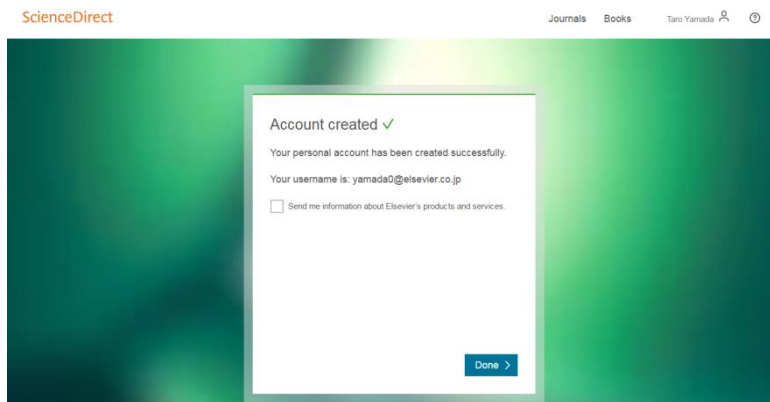 ScienceDirect
Journals Books Taro Yamada
Account created
Your personal account has been created successfully.
Your username is: yamada0@elsevier.co.jp
Send me information about Elsevier's products and services.
Done